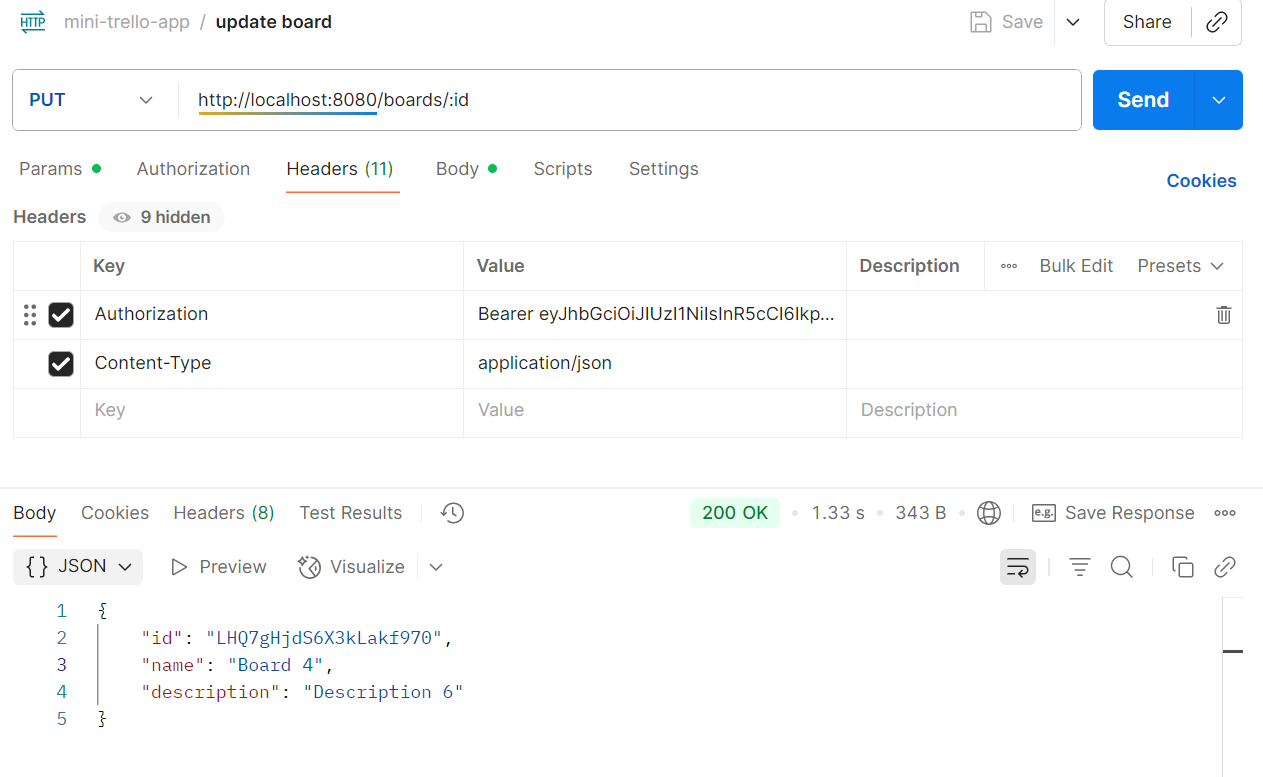 HTTP mini-trello-app / update board Save Share
PUT http://localhost:8080/boards/:id Send
Params Authorization Headers (11) Body Scripts Settings Cookies
Headers 9 hidden
Key Value Description Bulk Edit Presets
Authorization Bearer eyJhbGciOiJIUzI1NiIsInR5cCI6Ikp...
Content-Type application/json
Key Value Description
Body Cookies Headers (8) Test Results 200 OK 1.33 s 343 B e.g. Save Response
{} JSON Preview Visualize
1 {
2 "id": "LHQ7gHjdS6X3kLakf970",
3 "name": "Board 4",
4 "description": "Description 6"
5 }